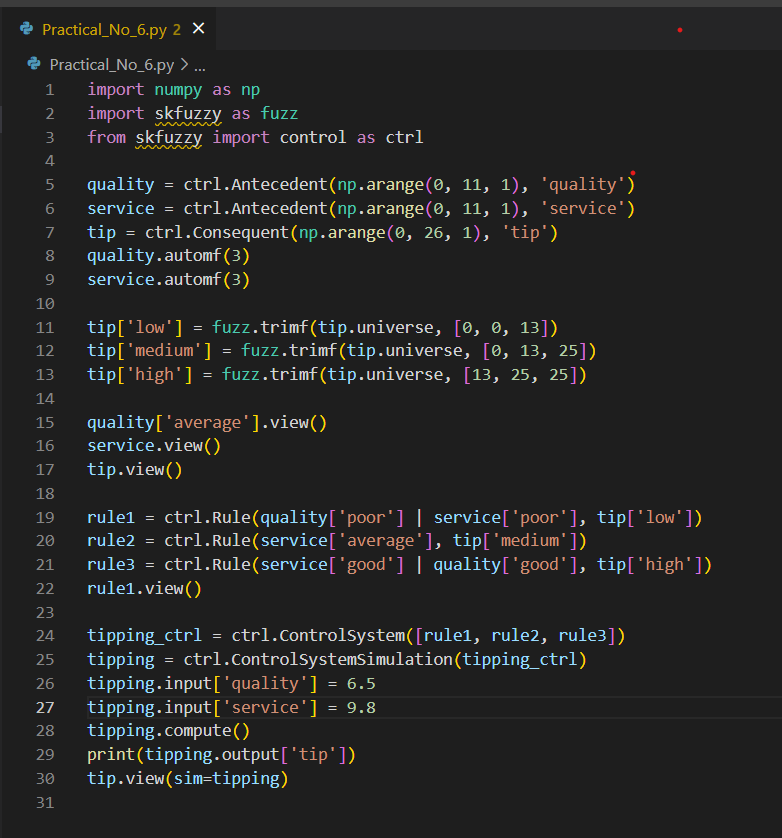 Practical_No_6.py 2 ×
Practical_No_6.py > ...
1 import numpy as np
2 import skfuzzy as fuzz
3 from skfuzzy import control as ctrl
4
5 quality = ctrl.Antecedent(np.arange(0, 11, 1), 'quality')
6 service = ctrl.Antecedent(np.arange(0, 11, 1), 'service')
7 tip = ctrl.Consequent(np.arange(0, 26, 1), 'tip')
8 quality.automf(3)
9 service.automf(3)
10
11 tip['low'] = fuzz.trimf(tip.universe, [0, 0, 13])
12 tip['medium'] = fuzz.trimf(tip.universe, [0, 13, 25])
13 tip['high'] = fuzz.trimf(tip.universe, [13, 25, 25])
14
15 quality['average'].view()
16 service.view()
17 tip.view()
18
19 rule1 = ctrl.Rule(quality['poor'] | service['poor'], tip['low'])
20 rule2 = ctrl.Rule(service['average'], tip['medium'])
21 rule3 = ctrl.Rule(service['good'] | quality['good'], tip['high'])
22 rule1.view()
23
24 tipping_ctrl = ctrl.ControlSystem([rule1, rule2, rule3])
25 tipping = ctrl.ControlSystemSimulation(tipping_ctrl)
26 tipping.input['quality'] = 6.5
27 tipping.input['service'] = 9.8
28 tipping.compute()
29 print(tipping.output['tip'])
30 tip.view(sim=tipping)
31